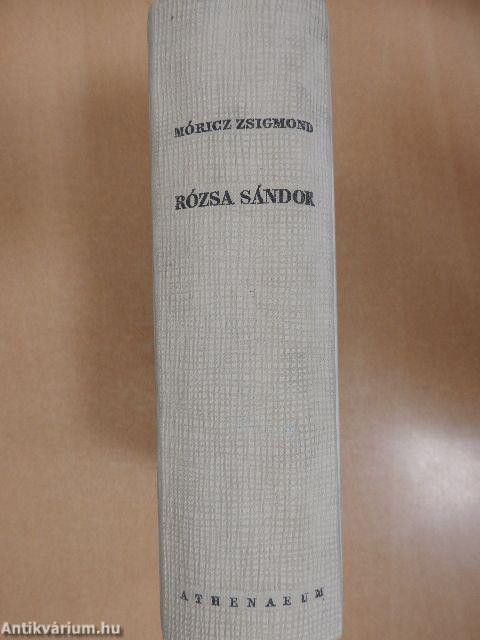 MÓRICZ ZSIGMOND
RÓZSA SÁNDOR
ATHENAEUM
Antikvárium.hu